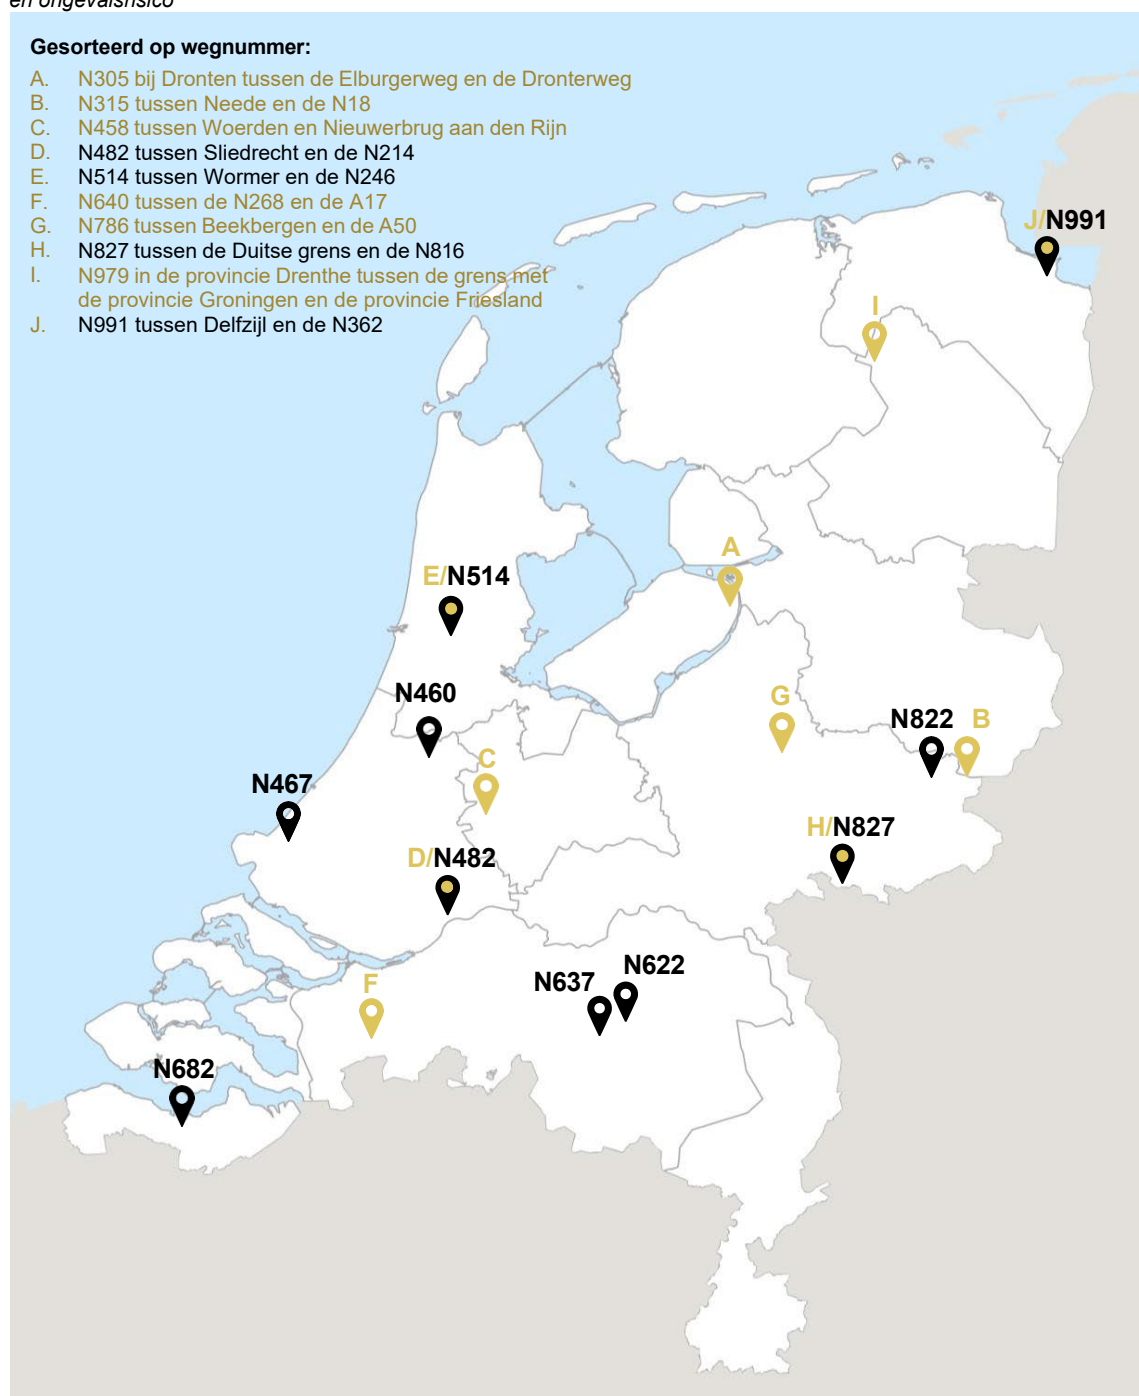 en ongevalsrisico
Gesorteerd op wegnummer:
A. N305 bij Dronten tussen de Elburgerweg en de Dronterweg
B. N315 tussen Neede en de N18
C. N458 tussen Woerden en Nieuwerbrug aan den Rijn
D. N482 tussen Sliedrecht en de N214
E. N514 tussen Wormer en de N246
F. N640 tussen de N268 en de A17
G. N786 tussen Beekbergen en de A50
H. N827 tussen de Duitse grens en de N816
I. N979 in de provincie Drenthe tussen de grens met
de provincie Groningen en de provincie Friesland
J. N991 tussen Delfzijl en de N362
J/N991
I
A
E/N514
N460
G
N822
B
C
N467
H/N827
D/N482
N622
N637
F
N682